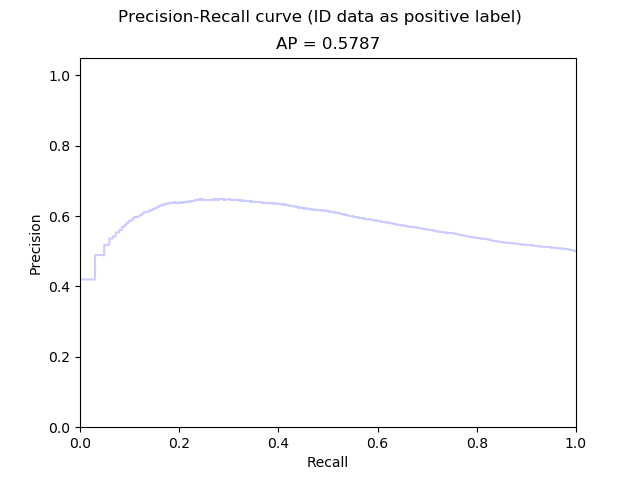 Precision-Recall curve (ID data as positive label)
AP = 0.5787
1.0
0.8
0.6
0.4
0.2
0.0
Precision
0.0 0.2 0.4 0.6 0.8 1.0
Recall